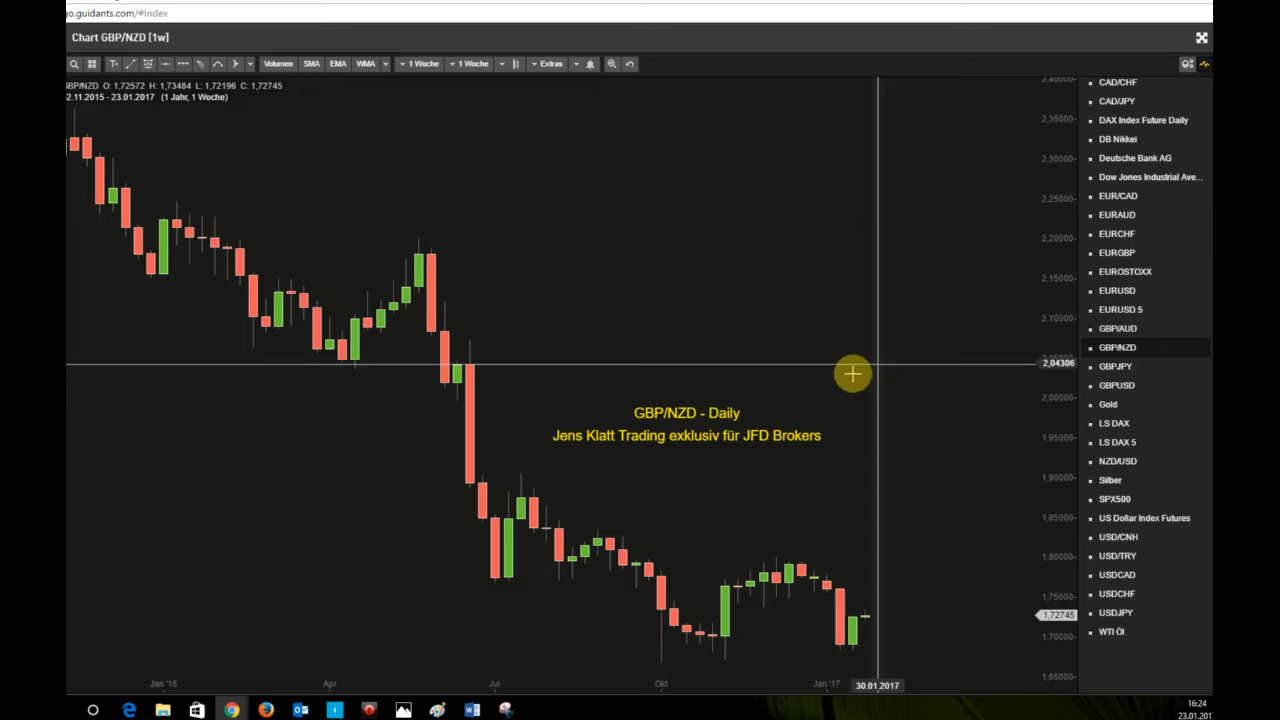 go.guidants.com/#index
Chart GBP/NZD [1w]
T+ Volumen SMA EMA WMA 1 Woche 1 Woche Extras
GBP/NZD O: 1,72572 H: 1,73484 L: 1,72196 C: 1,72745
2.11.2015 - 23.01.2017 (1 Jahr, 1 Woche)
2,40000
2,35000
2,30000
2,25000
2,20000
2,15000
2,10000
2,05000
2,04306
2,00000
1,95000
1,90000
1,85000
1,80000
1,75000
1,72745
1,70000
1,65000
GBP/NZD - Daily
Jens Klatt Trading exklusiv für JFD Brokers
CAD/CHF
CAD/JPY
DAX Index Future Daily
DB Nikkei
Deutsche Bank AG
Dow Jones Industrial Ave...
EUR/CAD
EURAUD
EURCHF
EURGBP
EUROSTOXX
EURUSD
EURUSD 5
GBP/AUD
GBP/NZD
GBPJPY
GBPUSD
Gold
LS DAX
LS DAX 5
NZD/USD
Silber
SPX500
US Dollar Index Futures
USD/CNH
USD/TRY
USDCAD
USDCHF
USDJPY
WTI Öl
Jan '16 Apr Jul Okt Jan '17 30.01.2017
16:24
23.01.201